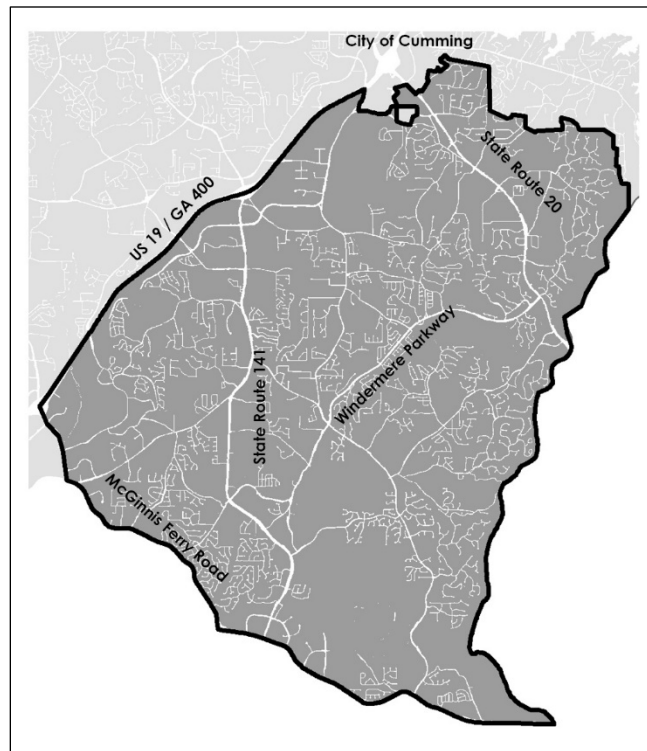 City of Cumming
State Route 20
US 19 / GA 400
Windermere Parkway
State Route 141
McGinnis Ferry Road